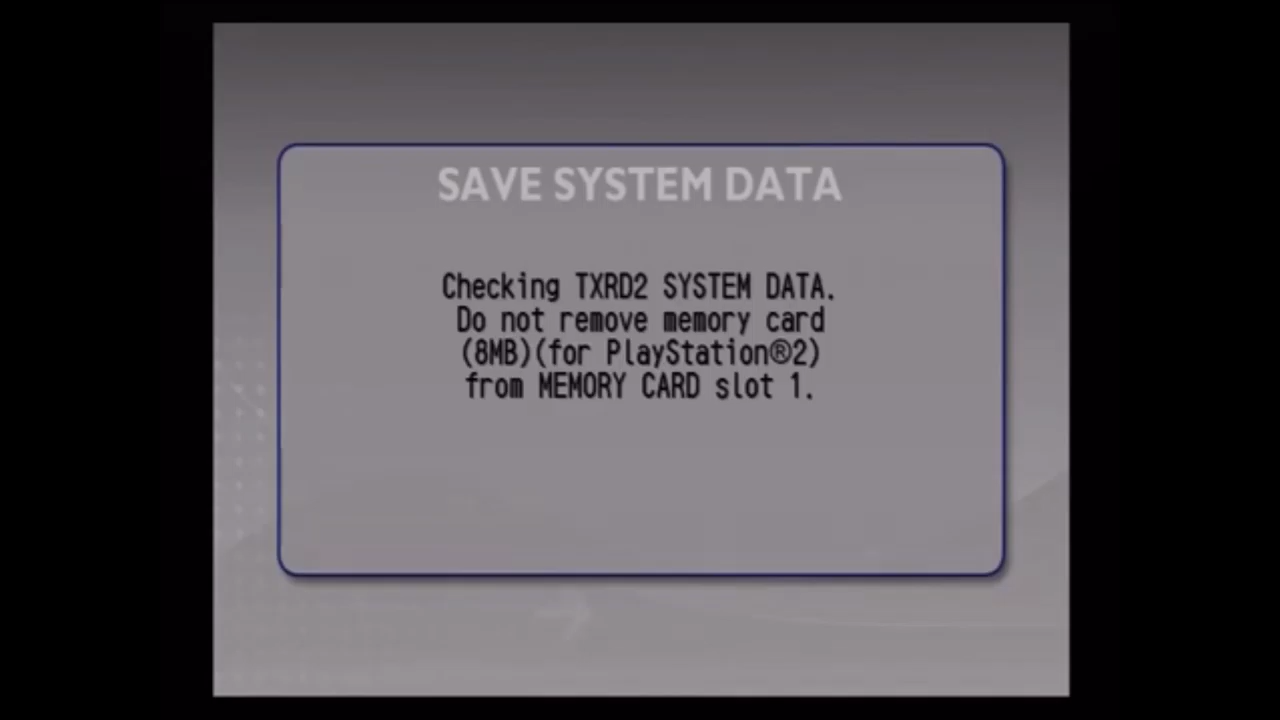 SAVE SYSTEM DATA
Checking TXRD2 SYSTEM DATA.
Do not remove memory card
(8MB)(for PlayStation®2)
from MEMORY CARD slot 1.